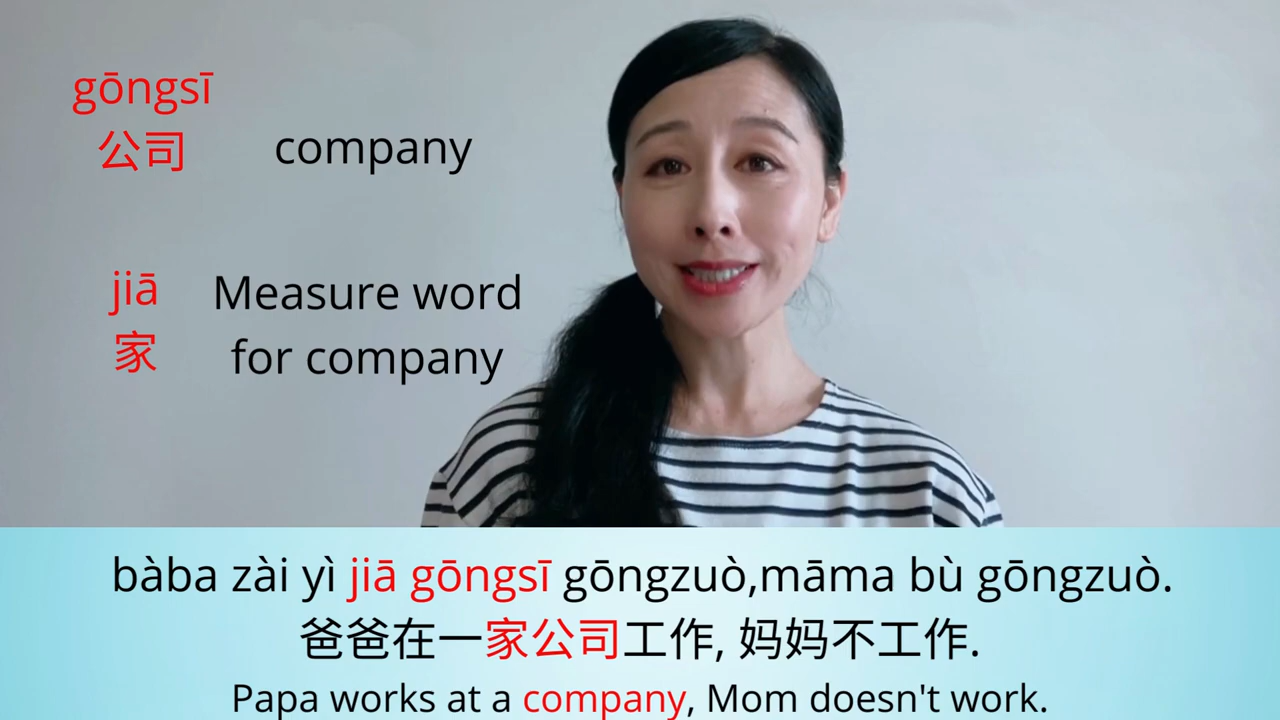 gōngsī
公司
company
jiā
家
Measure word
for company
bàba zài yì jiā gōngsī gōngzuò,māma bù gōngzuò.
爸爸在一家公司工作, 妈妈不工作.
Papa works at a company, Mom doesn't work.